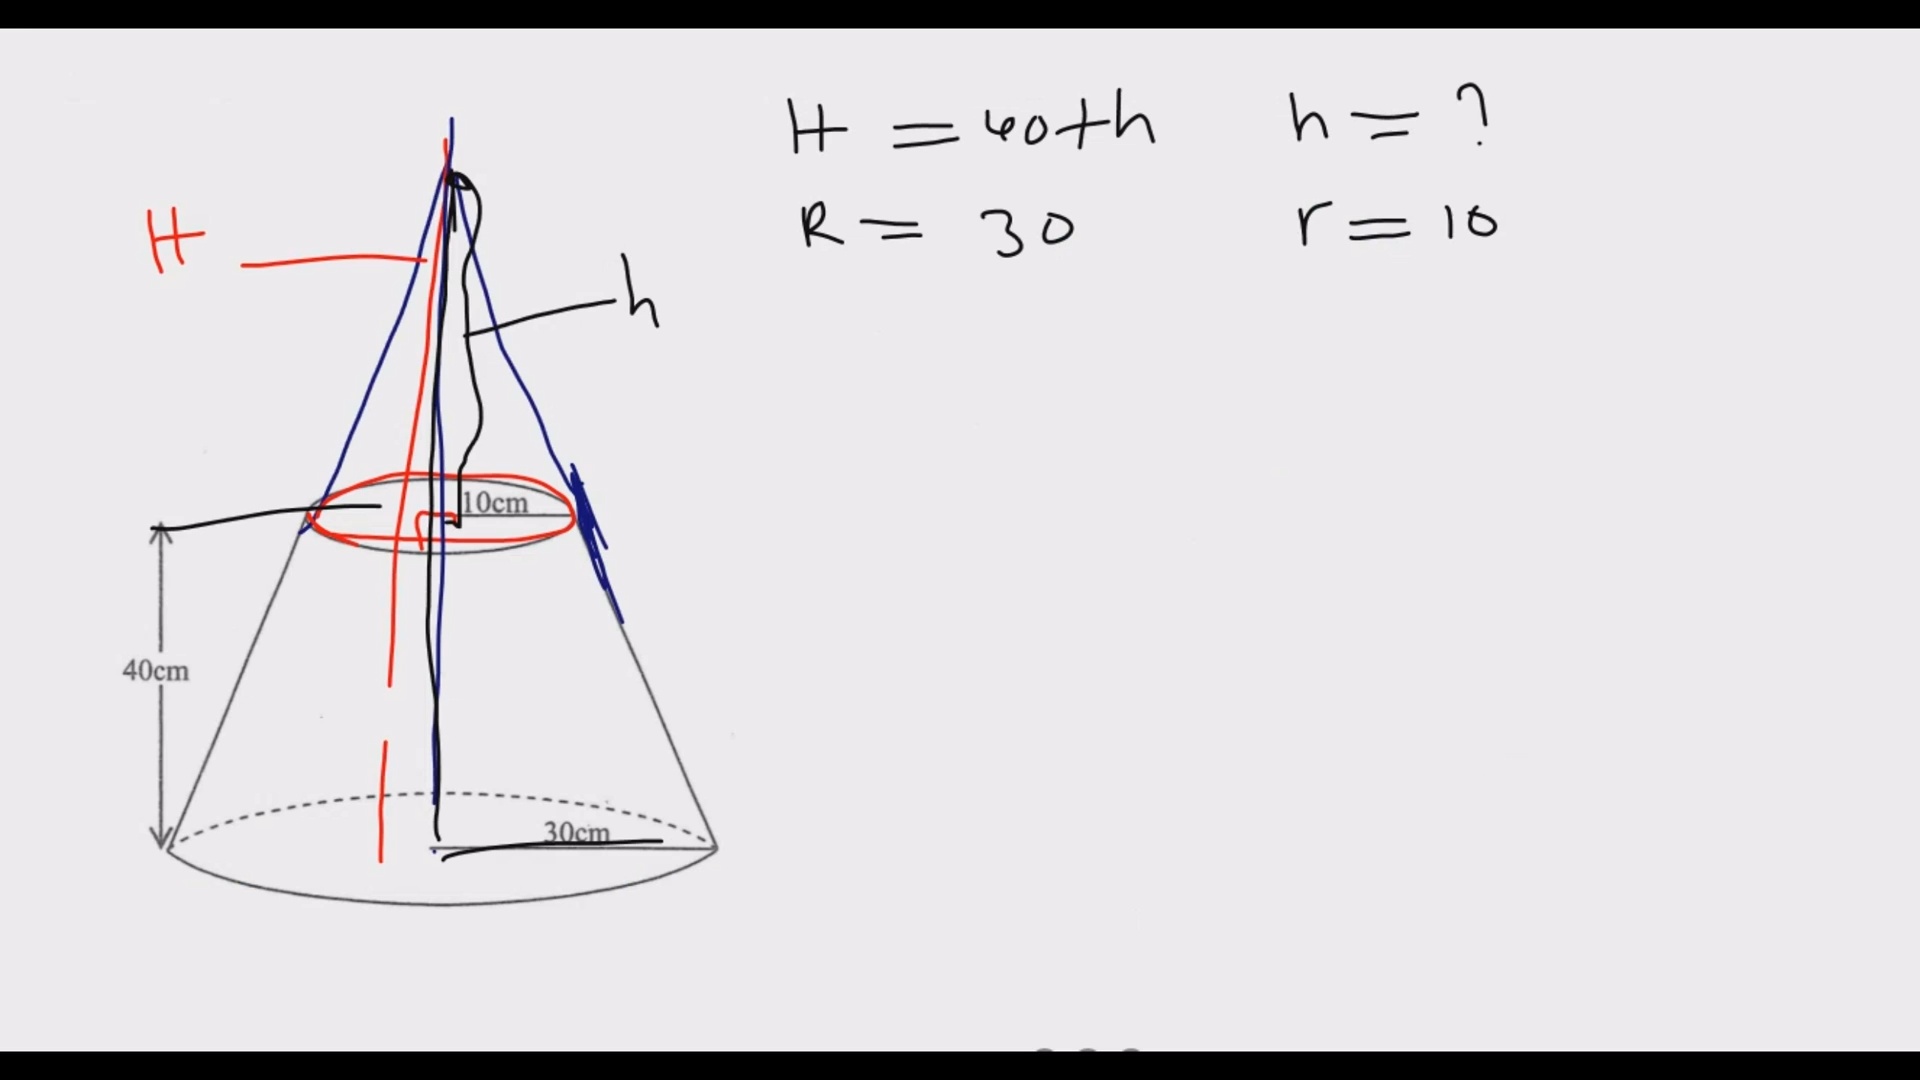 H = 40+h h = ?
R = 30 r = 10
H
h
10cm
40cm
30cm